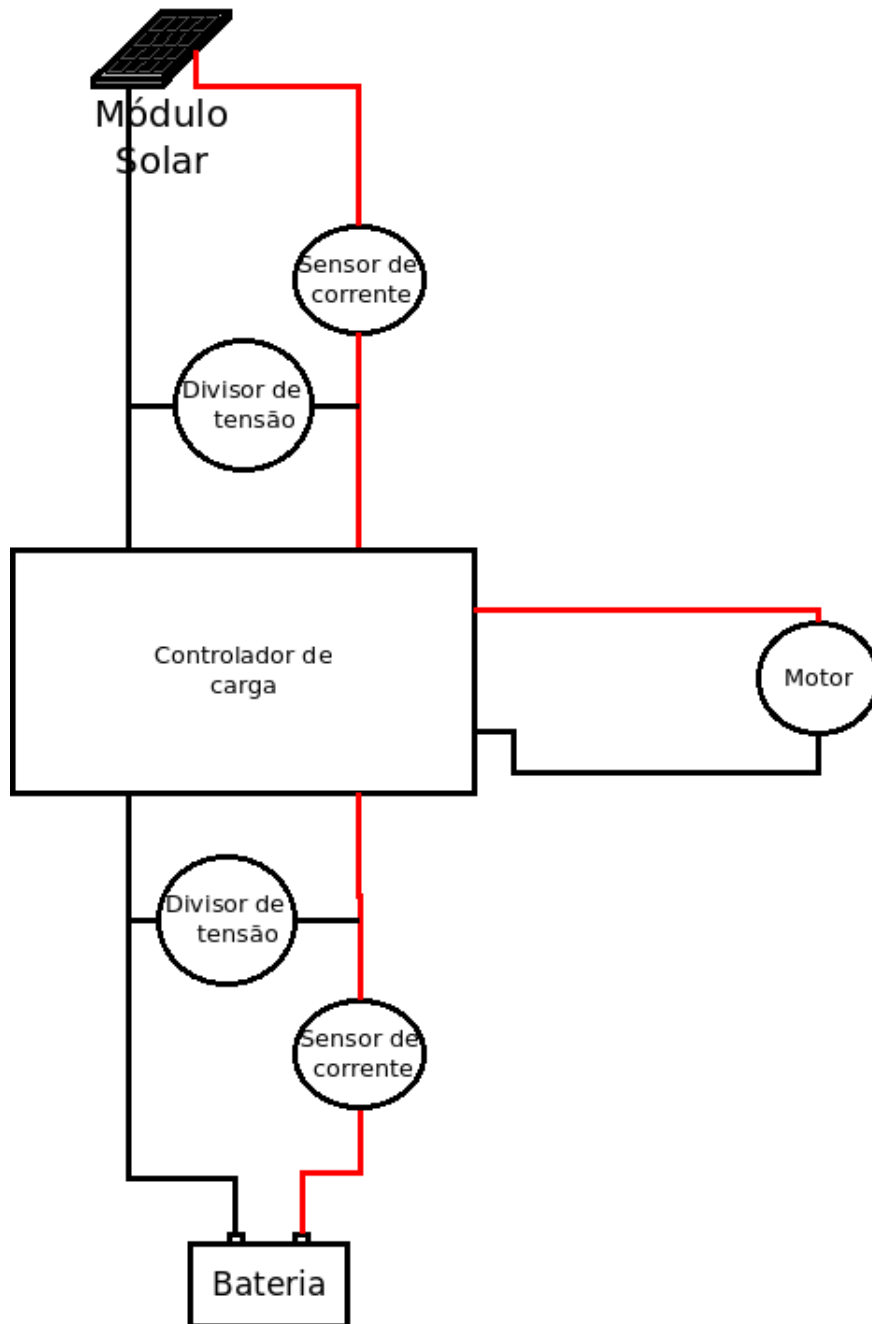 Módulo
Solar
Sensor de
corrente
Divisor de
tensão
Controlador de
carga
Motor
Divisor de
tensão
Sensor de
corrente
Bateria